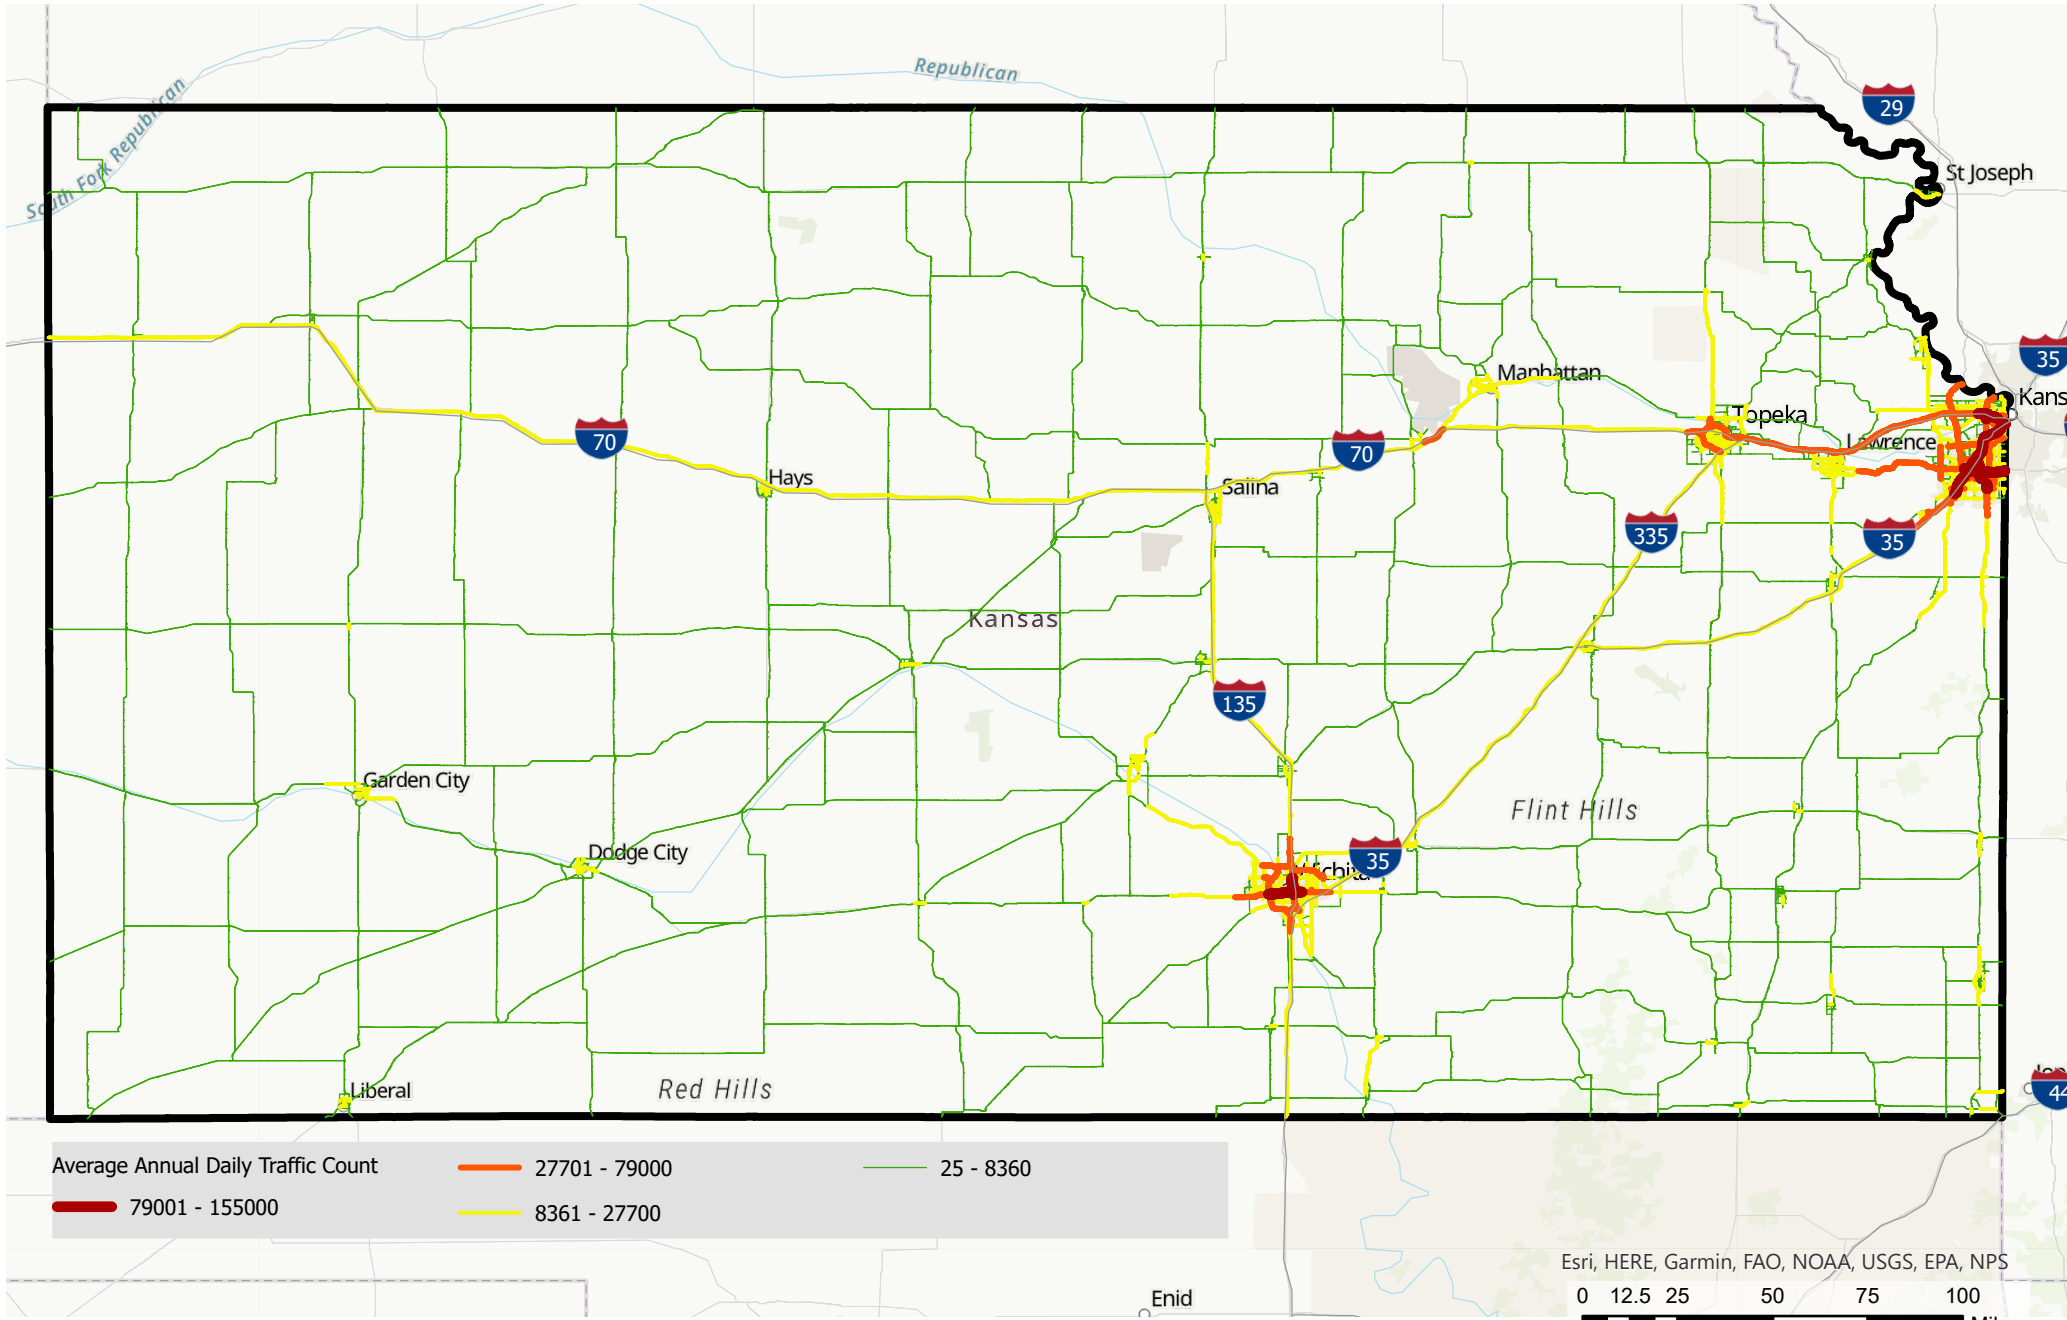 Republican
South Fork Republican
29
St Joseph
35
Manhattan
Kans
Topeka
70
70
Lawrence
Hays
Salina
335
35
Kansas
135
Garden City
Flint Hills
Dodge City
35
Wichita
Red Hills
Liberal
44
Average Annual Daily Traffic Count
27701 - 79000
25 - 8360
79001 - 155000
8361 - 27700
Esri, HERE, Garmin, FAO, NOAA, USGS, EPA, NPS
0 12.5 25 50 75 100
Enid